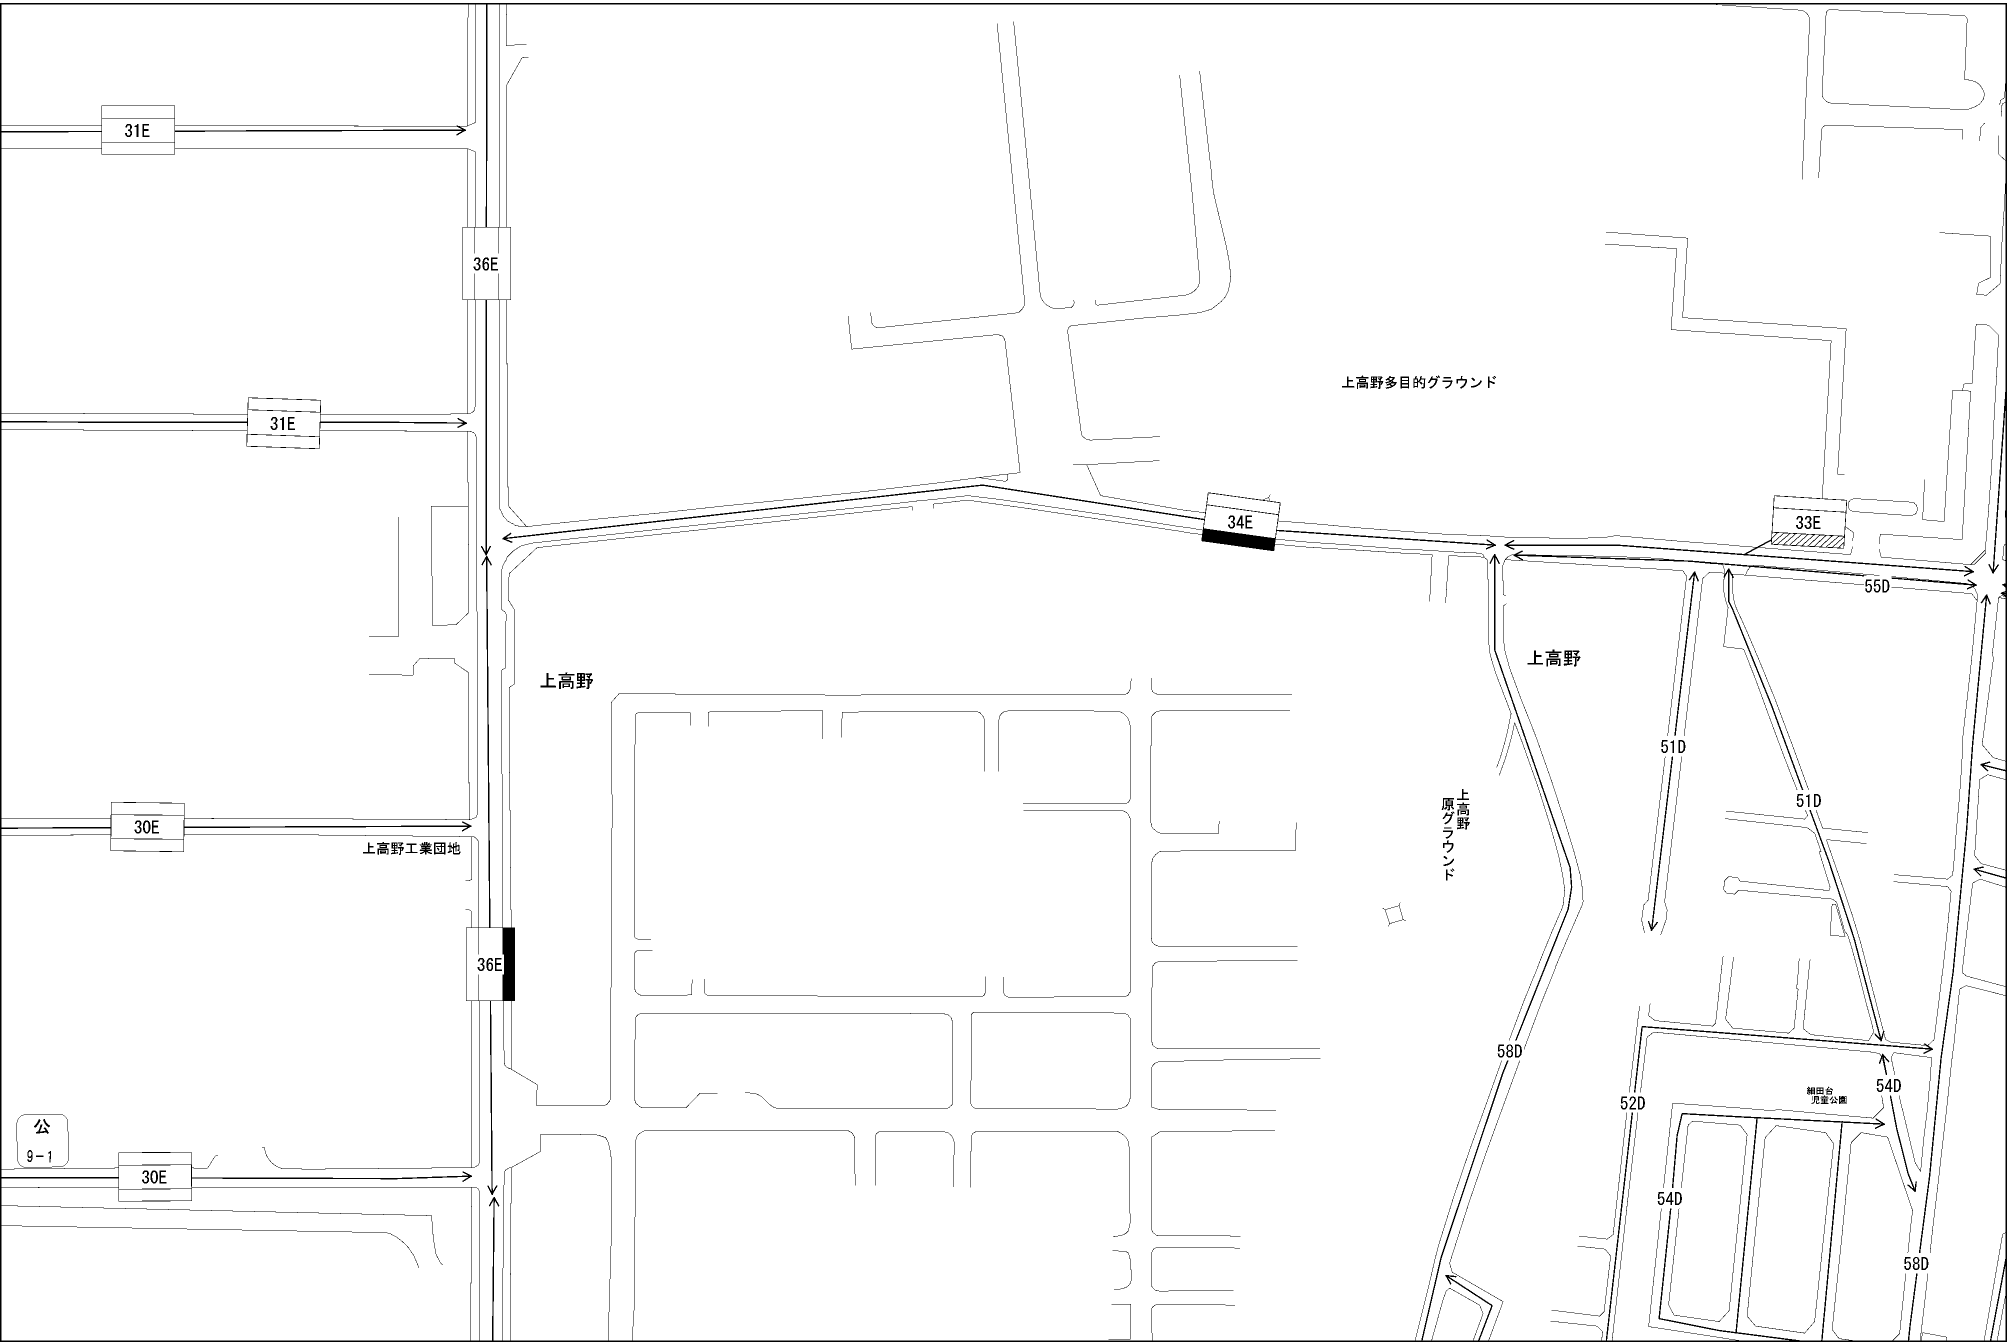 31E
36E
31E
上高野多目的グラウンド
34E
33E
55D
上高野
上高野
51D
51D
上高野
原グラウンド
30E
上高野工業団地
36E
58D
54D
52D
細田台
児童公園
公
9-1
30E
54D
58D